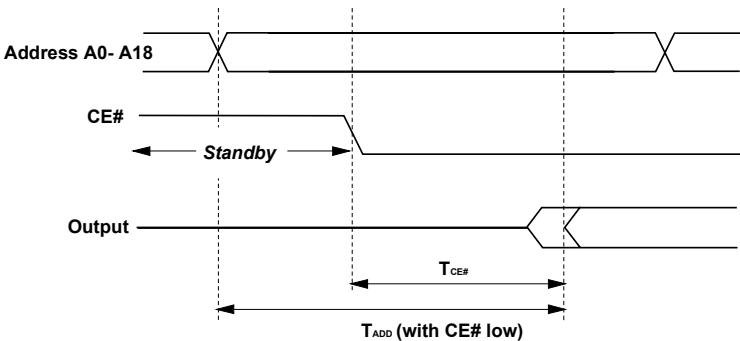 Address A0- A18
CE#
Standby
Output
TCE#
TADD (with CE# low)